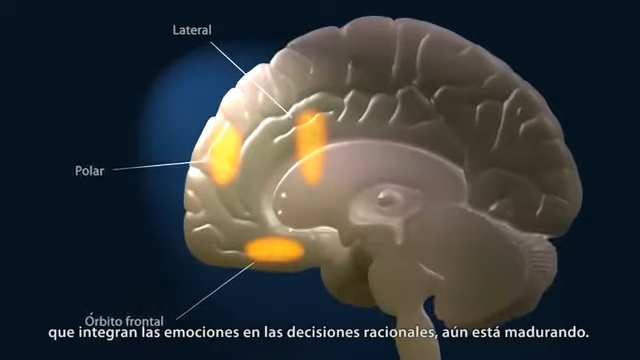 Lateral
Polar
Órbito frontal
que integran las emociones en las decisiones racionales, aún está madurando.